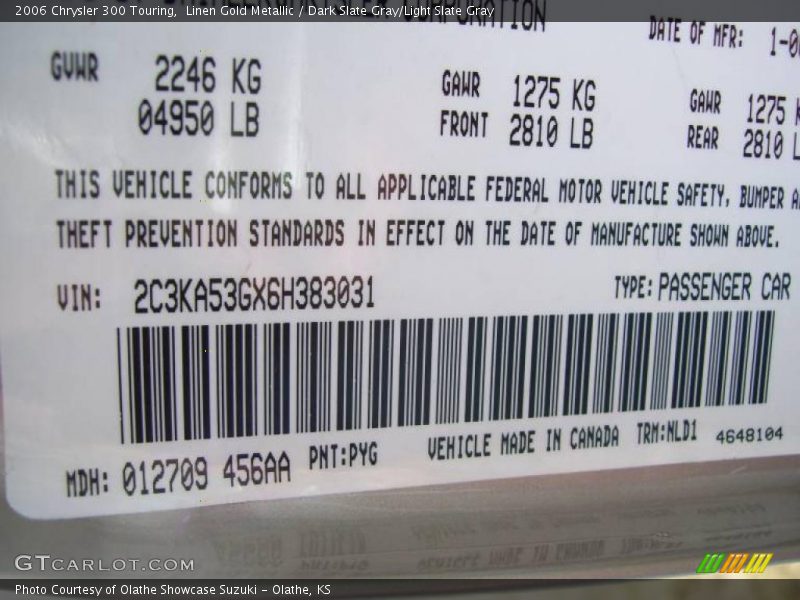 2006 Chrysler 300 Touring,  Linen Gold Metallic / Dark Slate Gray/Light Slate Gray
CORPORATION
DATE OF MFR:
GVWR 2246 KG GAWR 1275 KG GAWR 1275
04950 LB FRONT 2810 LB REAR 2810
THIS VEHICLE CONFORMS TO ALL APPLICABLE FEDERAL MOTOR VEHICLE SAFETY, BUMPER
THEFT PREVENTION STANDARDS IN EFFECT ON THE DATE OF MANUFACTURE SHOWN ABOVE.
VIN: 2C3KA53GX6H383031 TYPE: PASSENGER CAR
MDH: 012709 456AA PNT:PYG VEHICLE MADE IN CANADA TRM:NLD1 4648104
GTCARLOT.COM
Photo Courtesy of Olathe Showcase Suzuki - Olathe, KS